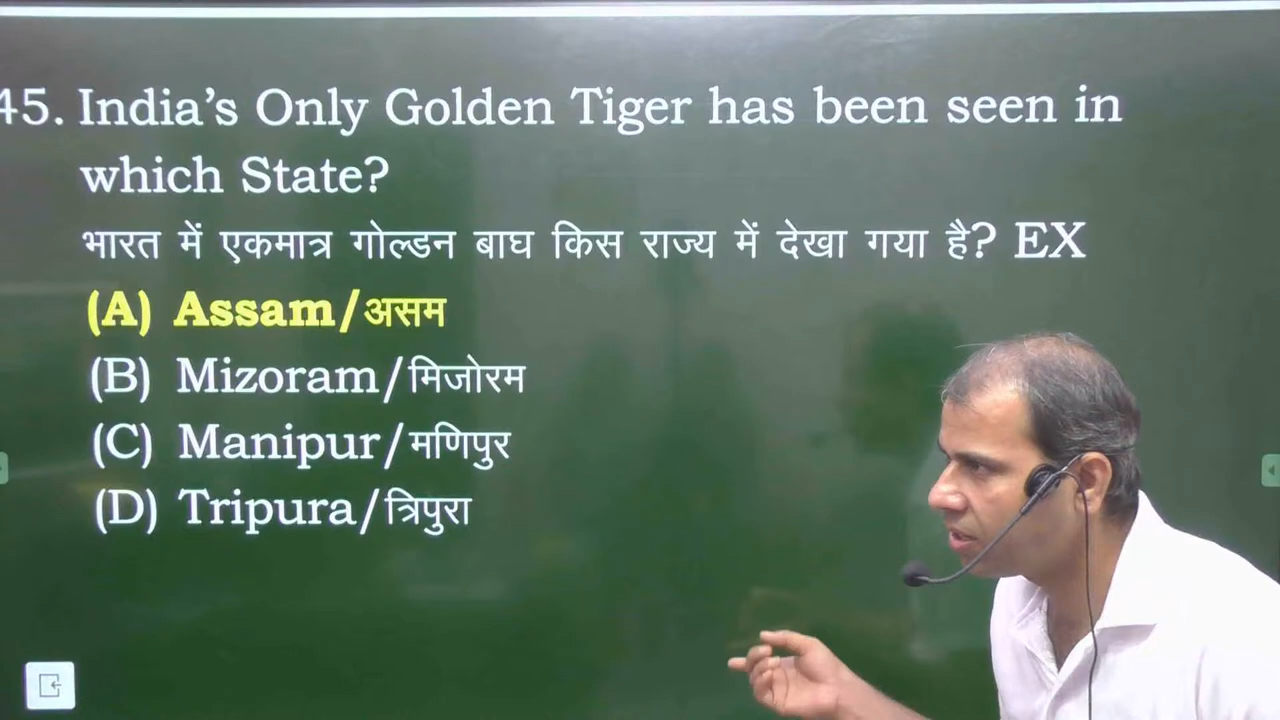 45. India’s Only Golden Tiger has been seen in
which State?
भारत में एकमात्र गोल्डन बाघ किस राज्य में देखा गया है? EX
(A) Assam/असम
(B) Mizoram/मिजोरम
(C) Manipur/मणिपुर
(D) Tripura/त्रिपुरा